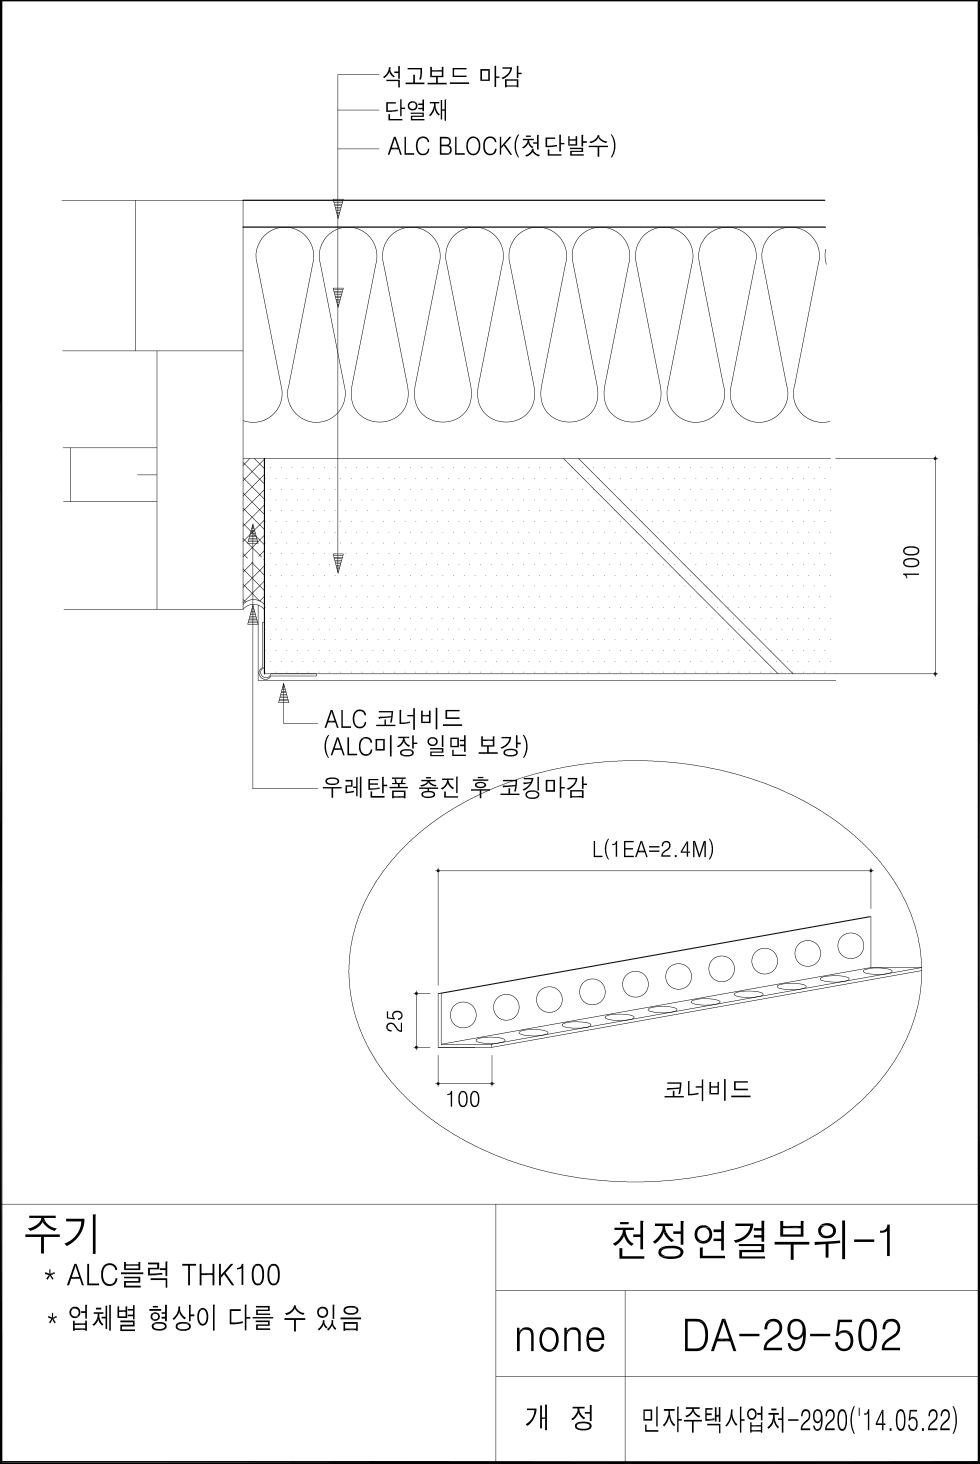 석고보드 마감
단열재
ALC BLOCK(첫단발수)
100
ALC 코너비드
(ALC미장 일면 보강)
우레탄폼 충진 후 코킹마감
L(1EA=2.4M)
25
100
코너비드
주기
* ALC블럭 THK100
* 업체별 형상이 다를 수 있음
천정연결부위-1
none
DA-29-502
개 정
민자주택사업처-2920('14.05.22)